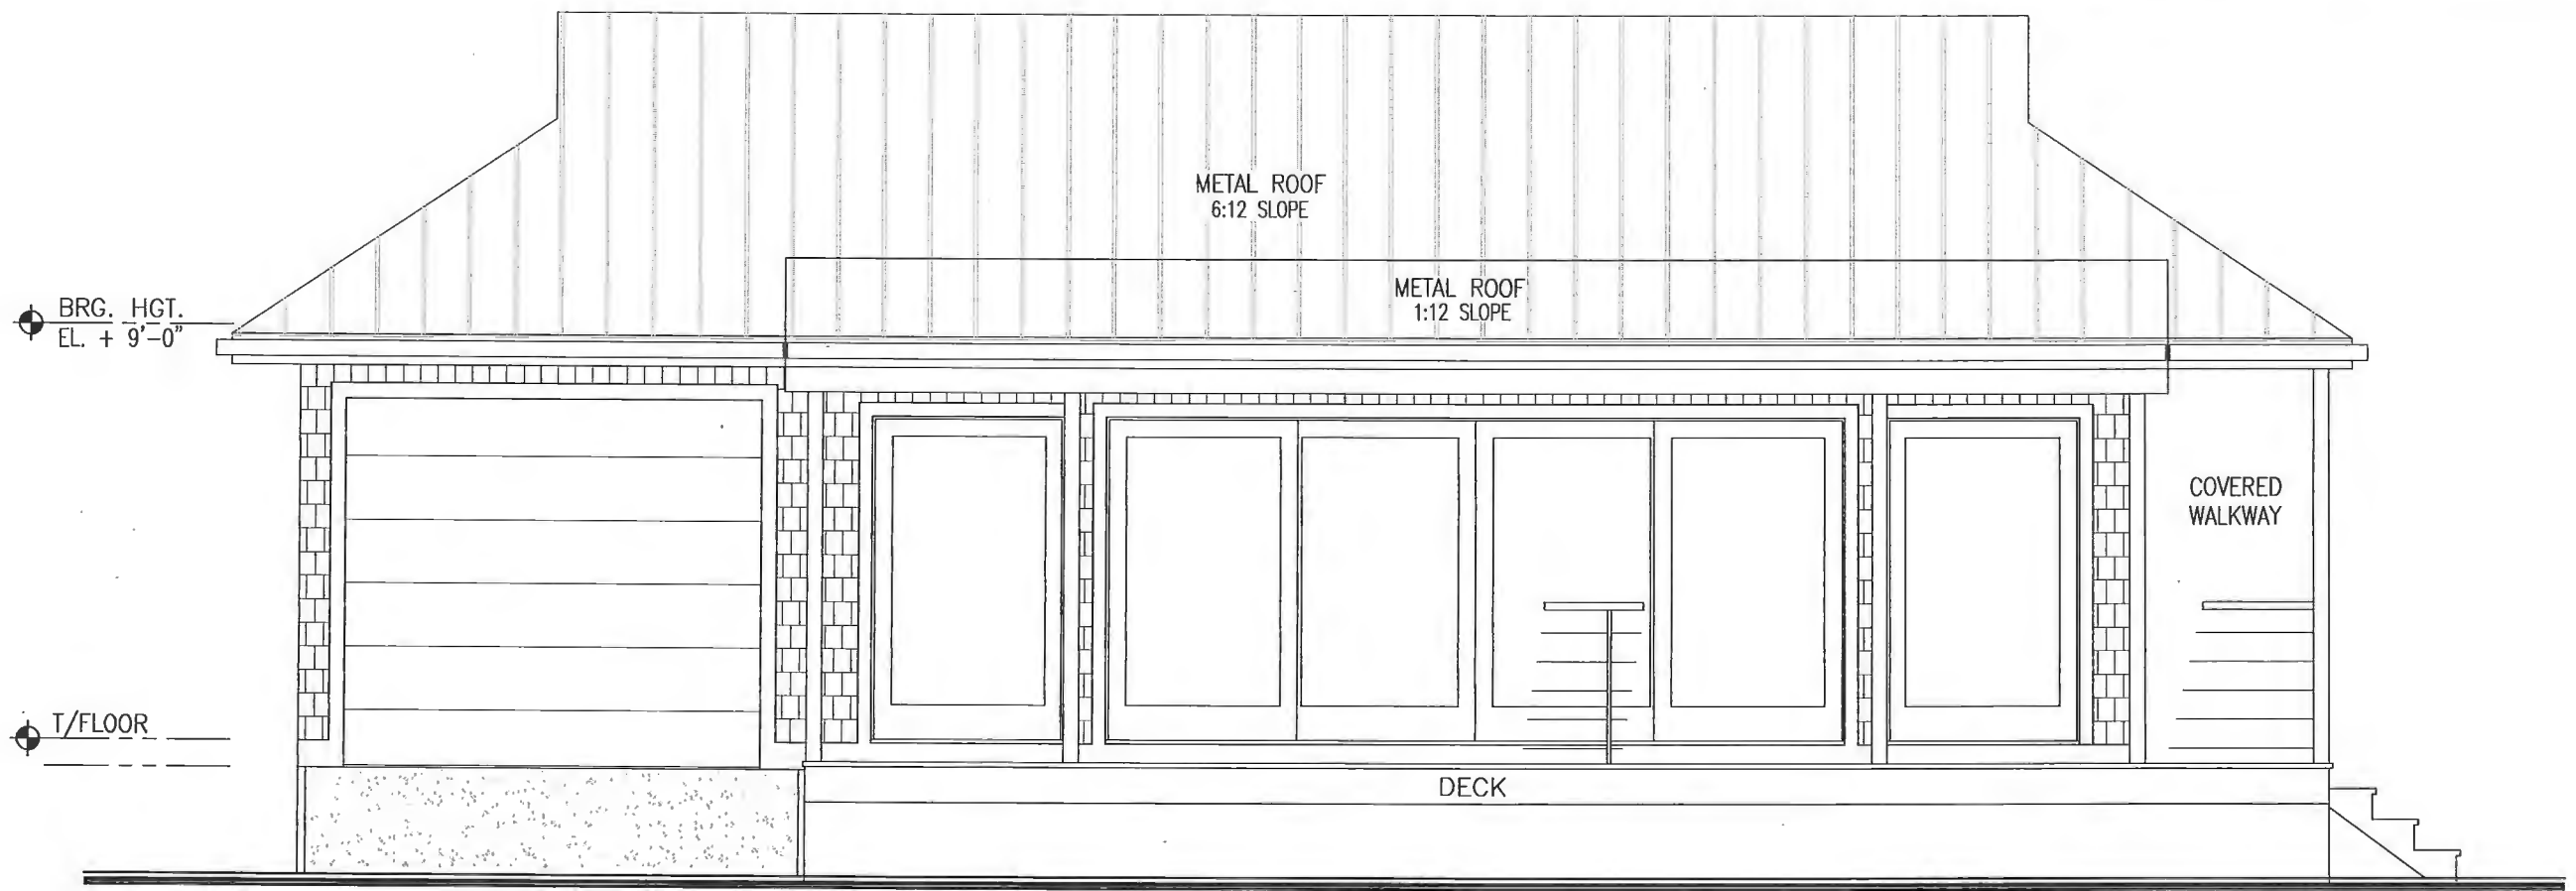 METAL ROOF
6:12 SLOPE
METAL ROOF
1:12 SLOPE
BRG. HGT.
EL. + 9'-0"
COVERED
WALKWAY
T/FLOOR
DECK